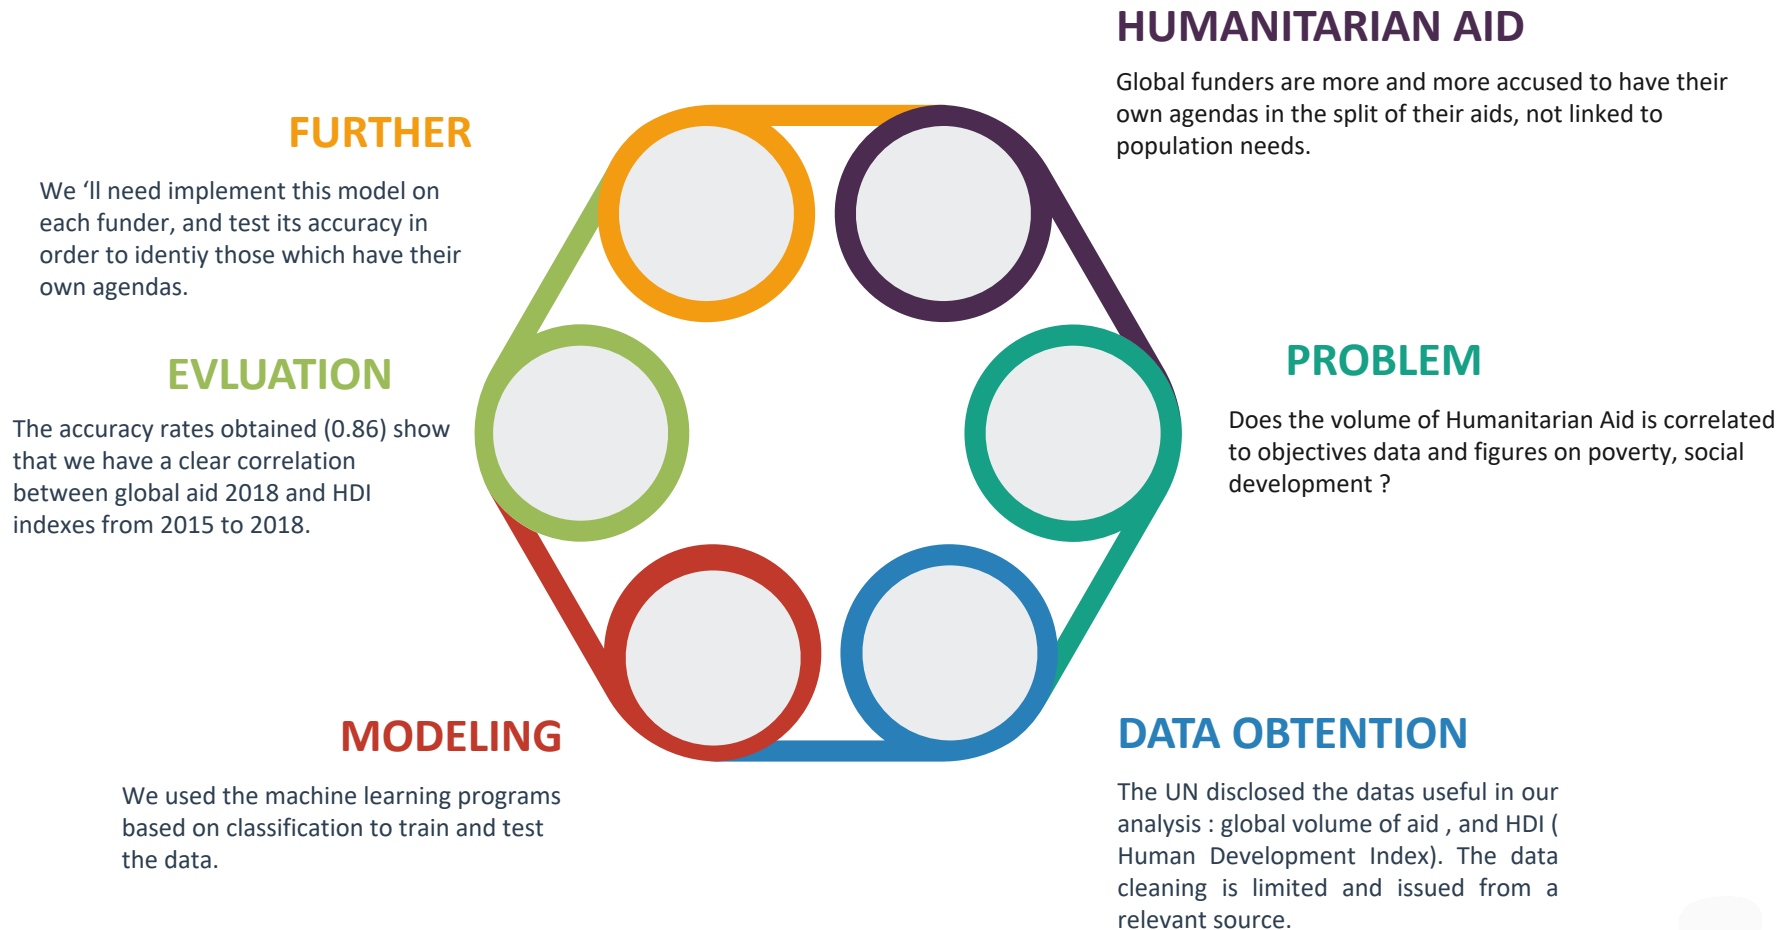 HUMANITARIAN AID
Global funders are more and more accused to have their
own agendas in the split of their aids, not linked to
population needs.
PROBLEM
Does the volume of Humanitarian Aid is correlated
to objectives data and figures on poverty, social
development ?
DATA OBTENTION
The UN disclosed the datas useful in our
analysis : global volume of aid , and HDI (
Human Development Index). The data
cleaning is limited and issued from a
relevant source.
MODELING
We used the machine learning programs
based on classification to train and test
the data.
EVLUATION
The accuracy rates obtained (0.86) show
that we have a clear correlation
between global aid 2018 and HDI
indexes from 2015 to 2018.
FURTHER
We ‘ll need implement this model on
each funder, and test its accuracy in
order to identiy those which have their
own agendas.